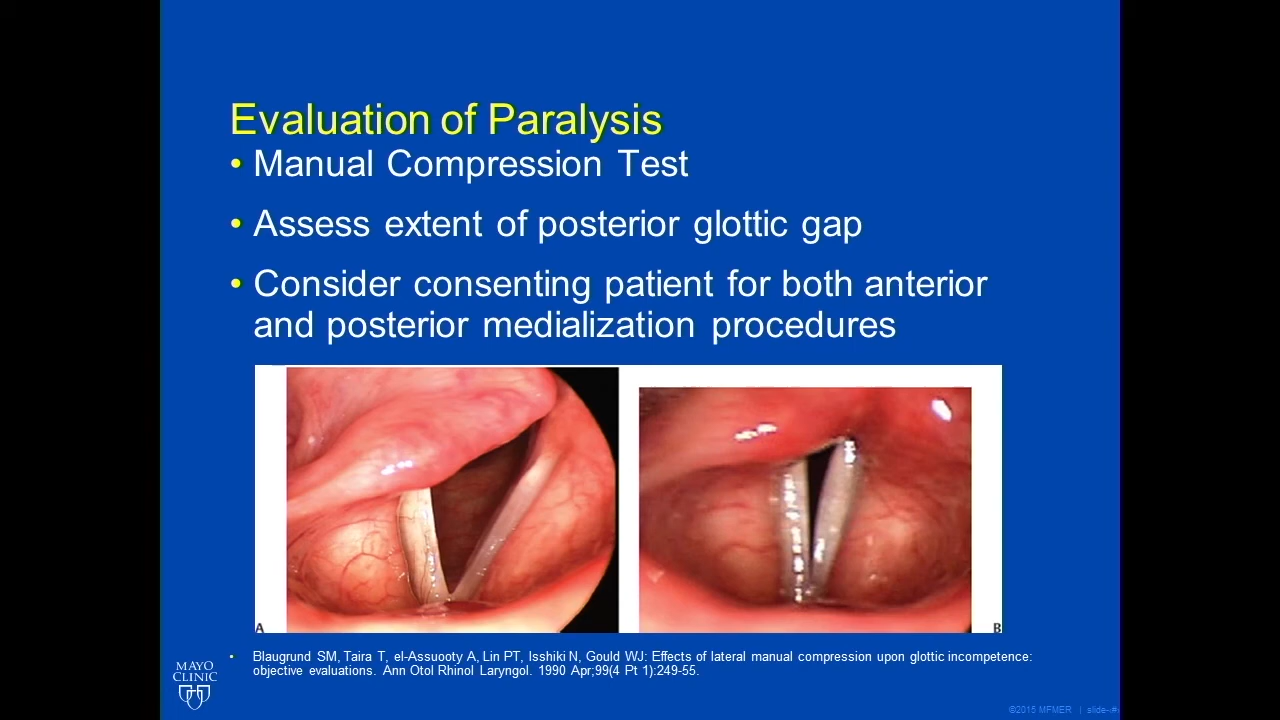 Evaluation of Paralysis
• Manual Compression Test
• Assess extent of posterior glottic gap
• Consider consenting patient for both anterior
and posterior medialization procedures
A
B
• Blaugrund SM, Taira T, el-Assuooty A, Lin PT, Isshiki N, Gould WJ: Effects of lateral manual compression upon glottic incompetence:
objective evaluations. Ann Otol Rhinol Laryngol. 1990 Apr;99(4 Pt 1):249-55.
MAYO
CLINIC
©2015 MFMER | slide-‹#›